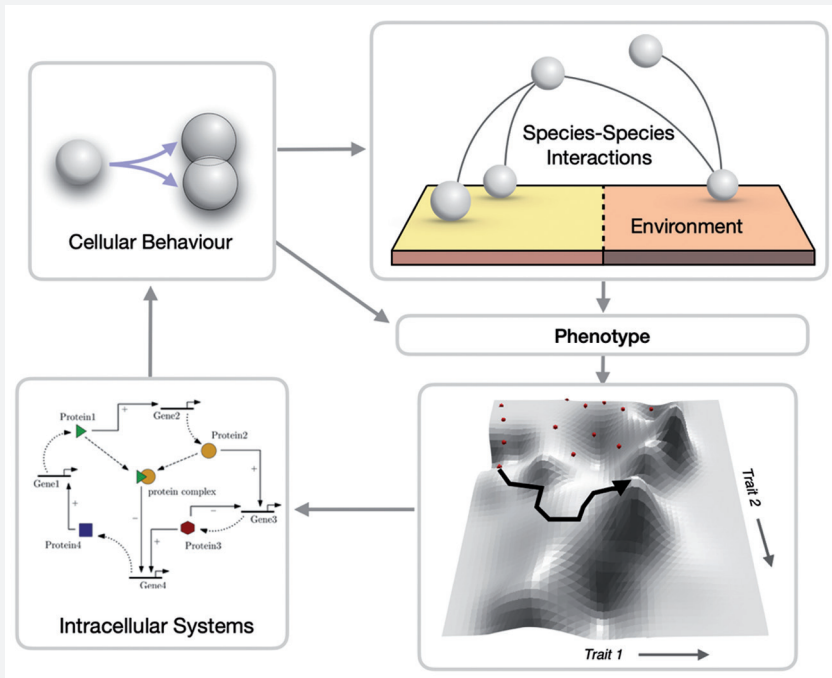 Species-Species
Interactions
Environment
Cellular Behaviour
Phenotype
Protein1
+
Gene2
Protein2
+
Gene1
protein complex
+
−
−
Gene3
Protein4
+
Protein3
Gene4
Intracellular Systems
Trait 2
Trait 1